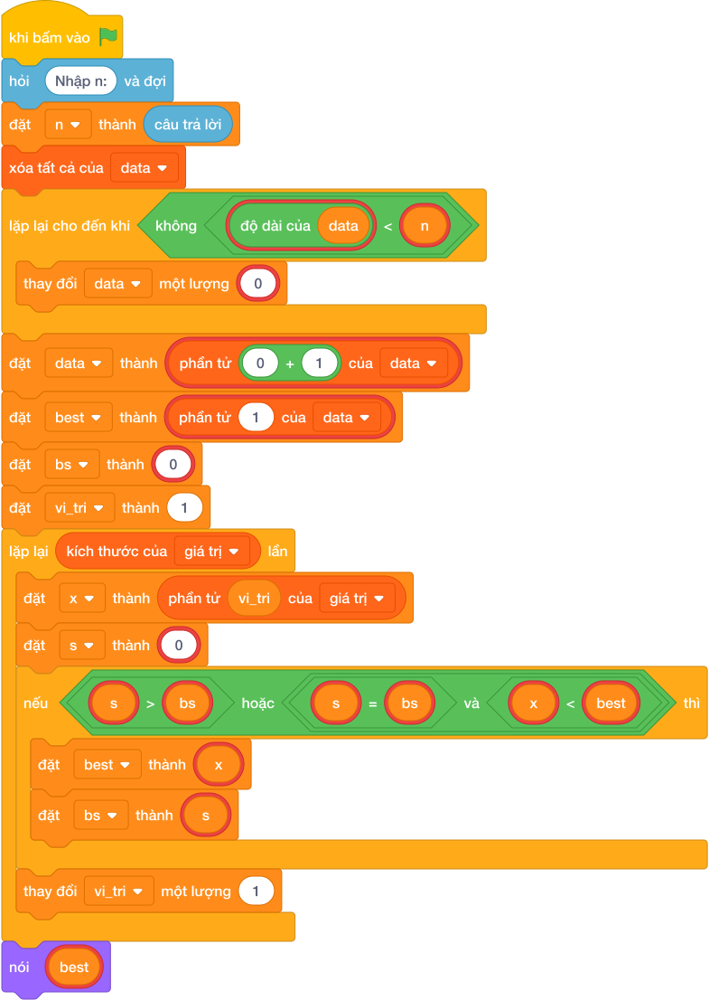 khi bấm vào
hỏi Nhập n: và đợi
đặt n thành câu trả lời
xóa tất cả của data
lặp lại cho đến khi không độ dài của data < n
thay đổi data một lượng 0
đặt data thành phần tử 0 + 1 của data
đặt best thành phần tử 1 của data
đặt bs thành 0
đặt vi_tri thành 1
lặp lại kích thước của giá trị lần
đặt x thành phần tử vi_tri của giá trị
đặt s thành 0
nếu s > bs hoặc s = bs và x < best thì
đặt best thành x
đặt bs thành s
thay đổi vi_tri một lượng 1
nói best